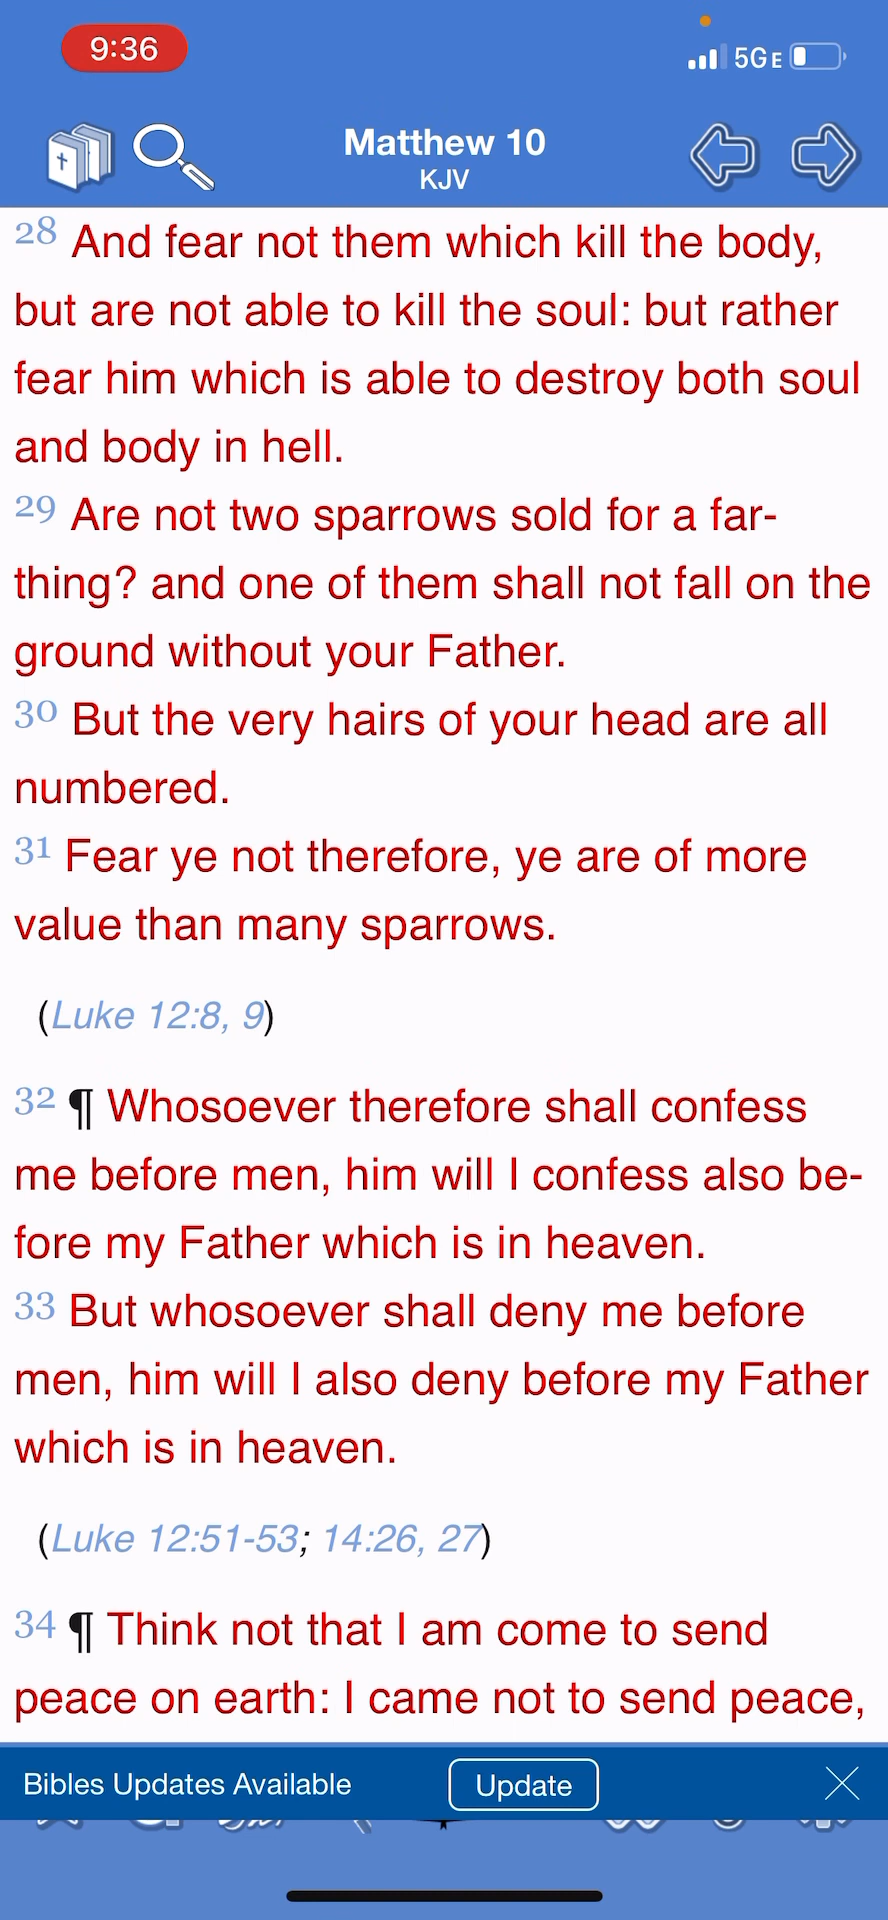 9:36
5GE
Matthew 10
KJV
28 And fear not them which kill the body,
but are not able to kill the soul: but rather
fear him which is able to destroy both soul
and body in hell.
29 Are not two sparrows sold for a far-
thing? and one of them shall not fall on the
ground without your Father.
30 But the very hairs of your head are all
numbered.
31 Fear ye not therefore, ye are of more
value than many sparrows.
(Luke 12:8, 9)
32 ¶ Whosoever therefore shall confess
me before men, him will I confess also be-
fore my Father which is in heaven.
33 But whosoever shall deny me before
men, him will I also deny before my Father
which is in heaven.
(Luke 12:51-53; 14:26, 27)
34 ¶ Think not that I am come to send
peace on earth: I came not to send peace,
Bibles Updates Available
Update